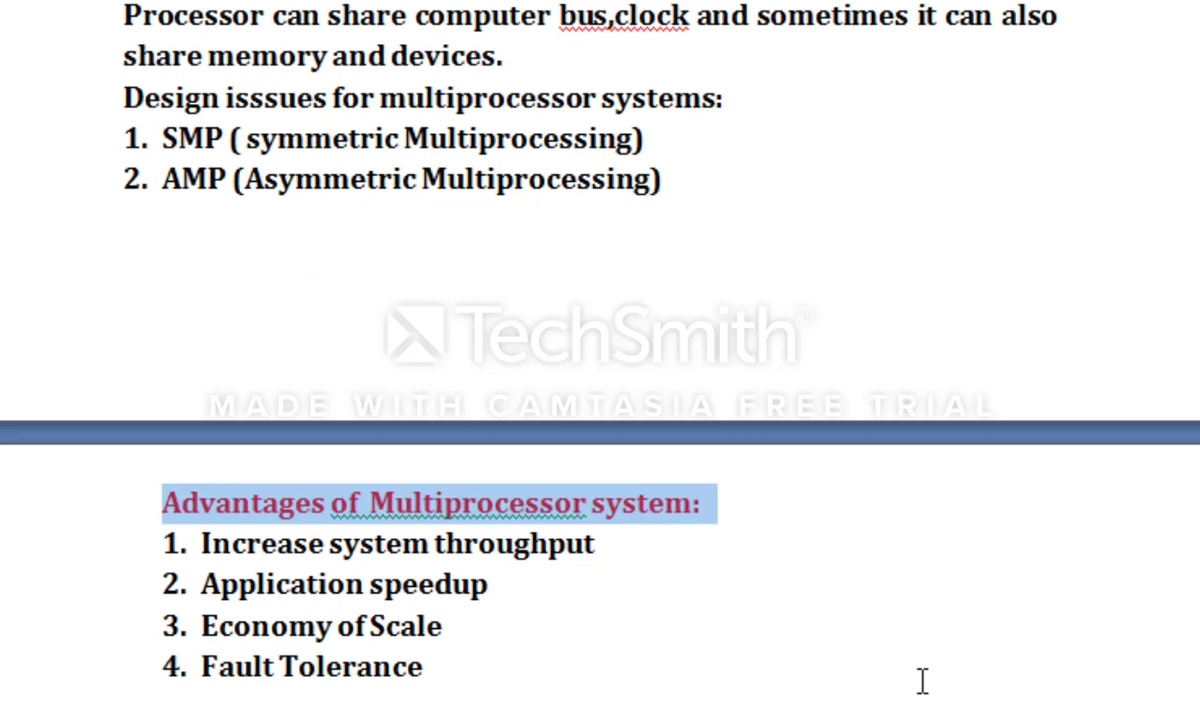 Processor can share computer bus,clock and sometimes it can also
share memory and devices.
Design isssues for multiprocessor systems:
1. SMP ( symmetric Multiprocessing)
2. AMP (Asymmetric Multiprocessing)
TechSmith®
MADE WITH CAMTASIA FREE TRIAL
Advantages of Multiprocessor system:
1. Increase system throughput
2. Application speedup
3. Economy of Scale
4. Fault Tolerance